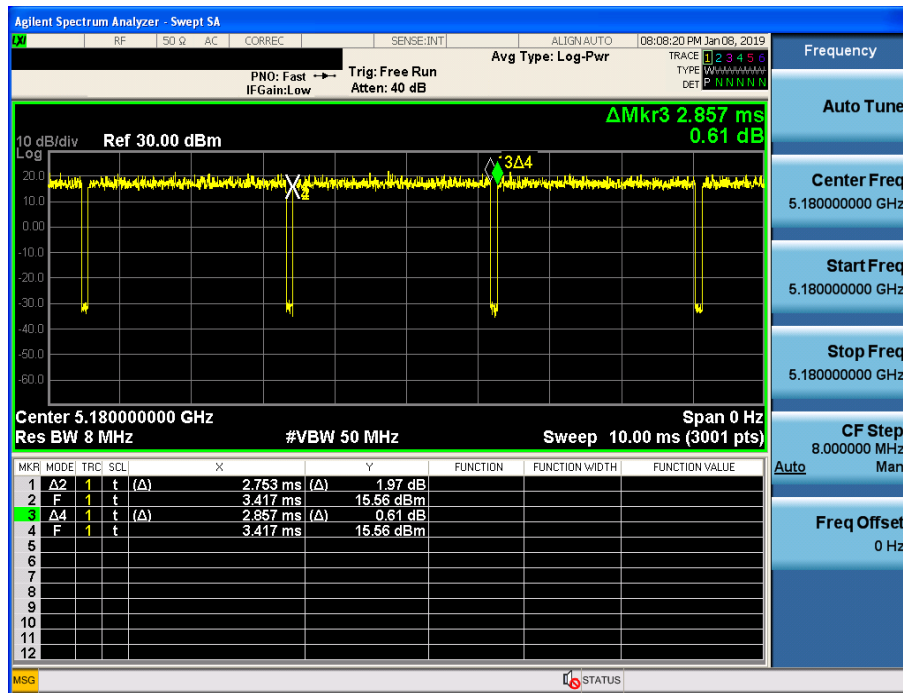 Agilent Spectrum Analyzer - Swept SA
LXI RF 50 Ω AC CORREC SENSE:INT ALIGN AUTO 08:08:20 PM Jan 08, 2019
Avg Type: Log-Pwr
TRACE 1 2 3 4 5 6
PNO: Fast Trig: Free Run
TYPE W
IFGain:Low Atten: 40 dB
DET P N N N N N
ΔMkr3 2.857 ms
0.61 dB
10 dB/div Ref 30.00 dBm
Log
3Δ4
20.0
10.0
0.00
-10.0
-20.0
-30.0
-40.0
-50.0
-60.0
Center 5.180000000 GHz Span 0 Hz
Res BW 8 MHz #VBW 50 MHz Sweep 10.00 ms (3001 pts)
MKR MODE TRC SCL X Y FUNCTION FUNCTION WIDTH FUNCTION VALUE
1 Δ2 1 t (Δ) 2.753 ms (Δ) 1.97 dB
2 F 1 t 3.417 ms 15.56 dBm
3 Δ4 1 t (Δ) 2.857 ms (Δ) 0.61 dB
4 F 1 t 3.417 ms 15.56 dBm
5
6
7
8
9
10
11
12
MSG STATUS
Frequency
Auto Tune
Center Freq
5.180000000 GHz
Start Freq
5.180000000 GHz
Stop Freq
5.180000000 GHz
CF Step
8.000000 MHz
Auto Man
Freq Offset
0 Hz